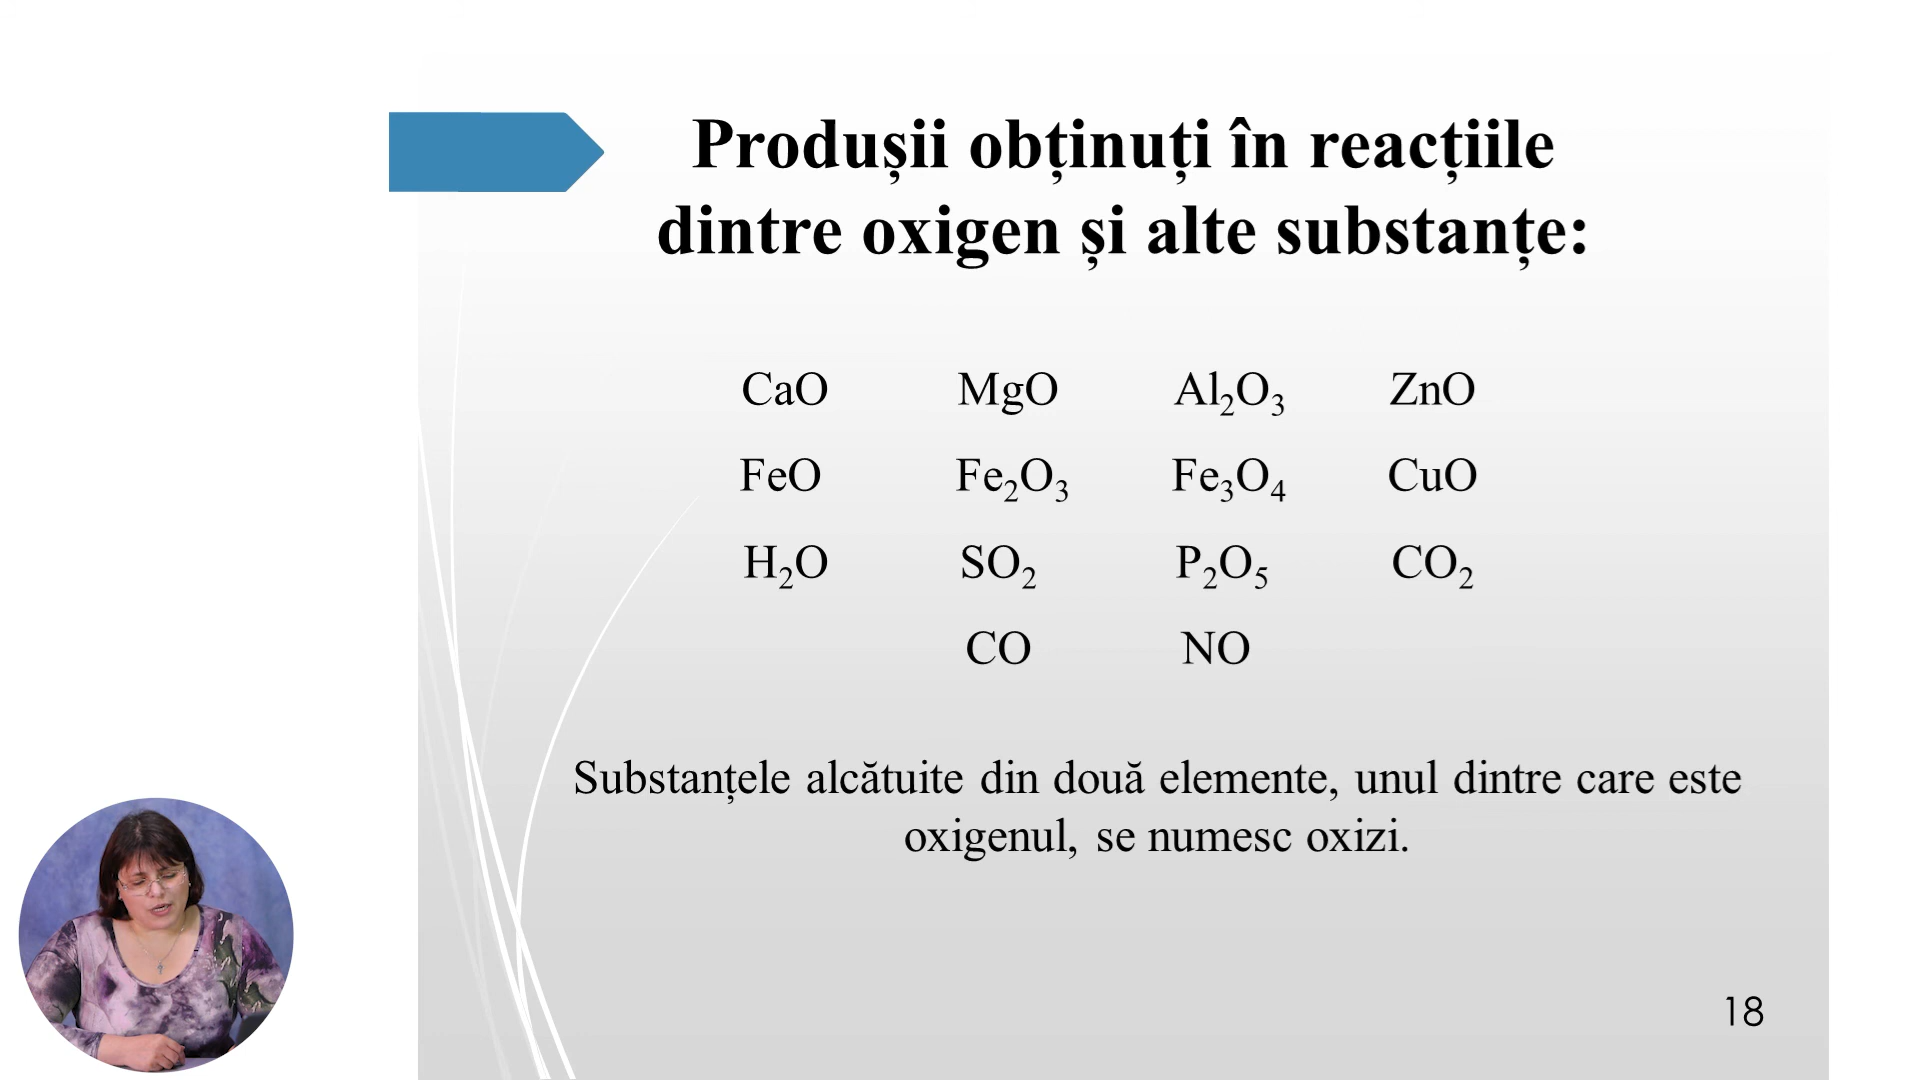 Produșii obținuți în reacțiile
dintre oxigen și alte substanțe:
CaO MgO Al₂O₃ ZnO
FeO Fe₂O₃ Fe₃O₄ CuO
H₂O SO₂ P₂O₅ CO₂
CO NO
Substanțele alcătuite din două elemente, unul dintre care este
oxigenul, se numesc oxizi.
18